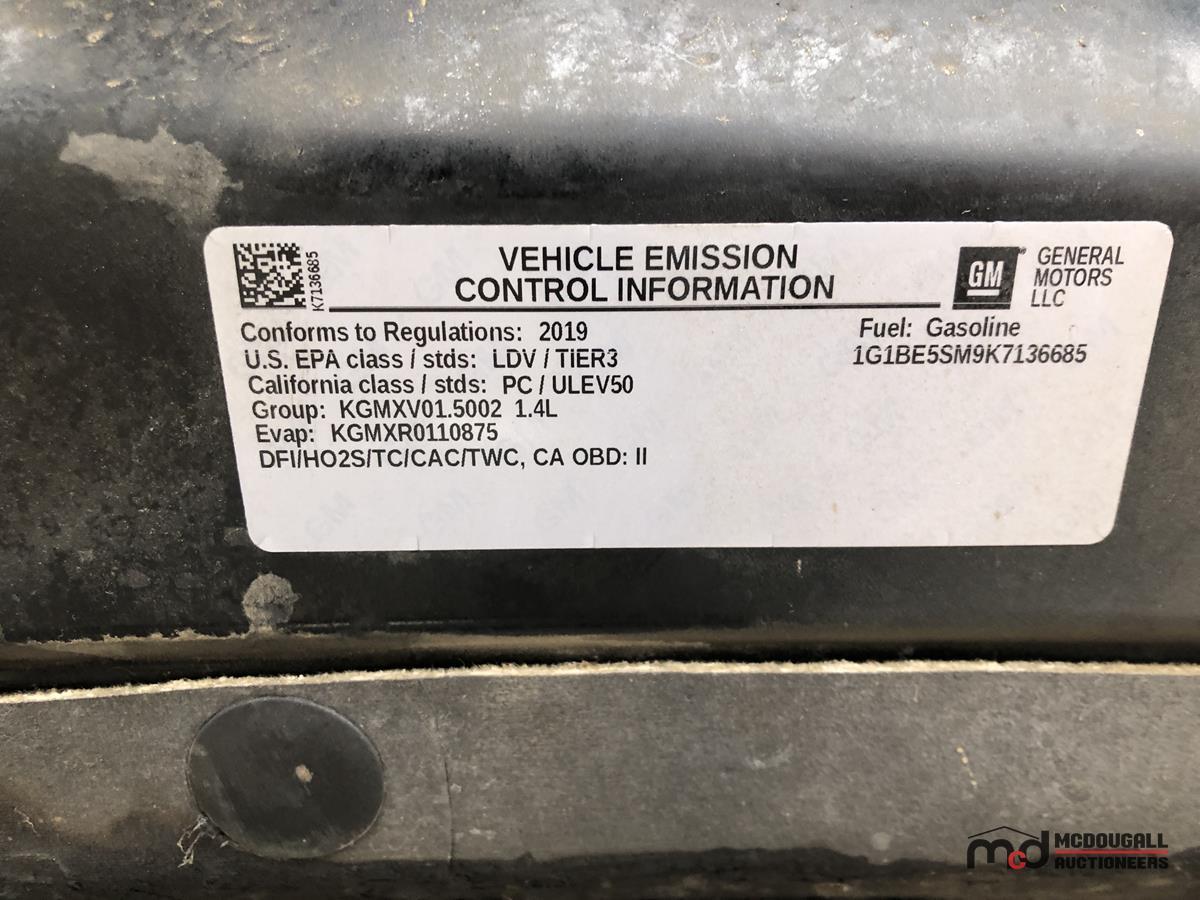 K7136685
VEHICLE EMISSION
CONTROL INFORMATION
GM
GENERAL
MOTORS
LLC
Conforms to Regulations: 2019
Fuel: Gasoline
U.S. EPA class / stds: LDV / TIER3
1G1BE5SM9K7136685
California class / stds: PC / ULEV50
Group: KGMXV01.5002 1.4L
Evap: KGMXR0110875
DFI/HO2S/TC/CAC/TWC, CA OBD: II
mcd MCDOUGALL
AUCTIONEERS